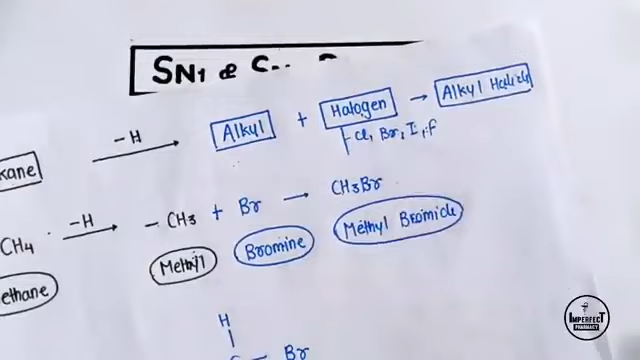 SN1 &
-H
kane
Alkyl + Halogen → Alkyl Halide
-Cl, Br, I, F
CH4 -H → - CH3 + Br → CH3Br
ethane Methyl Bromine Methyl Bromide
H
Br
IMPERFECT
PHARMACY